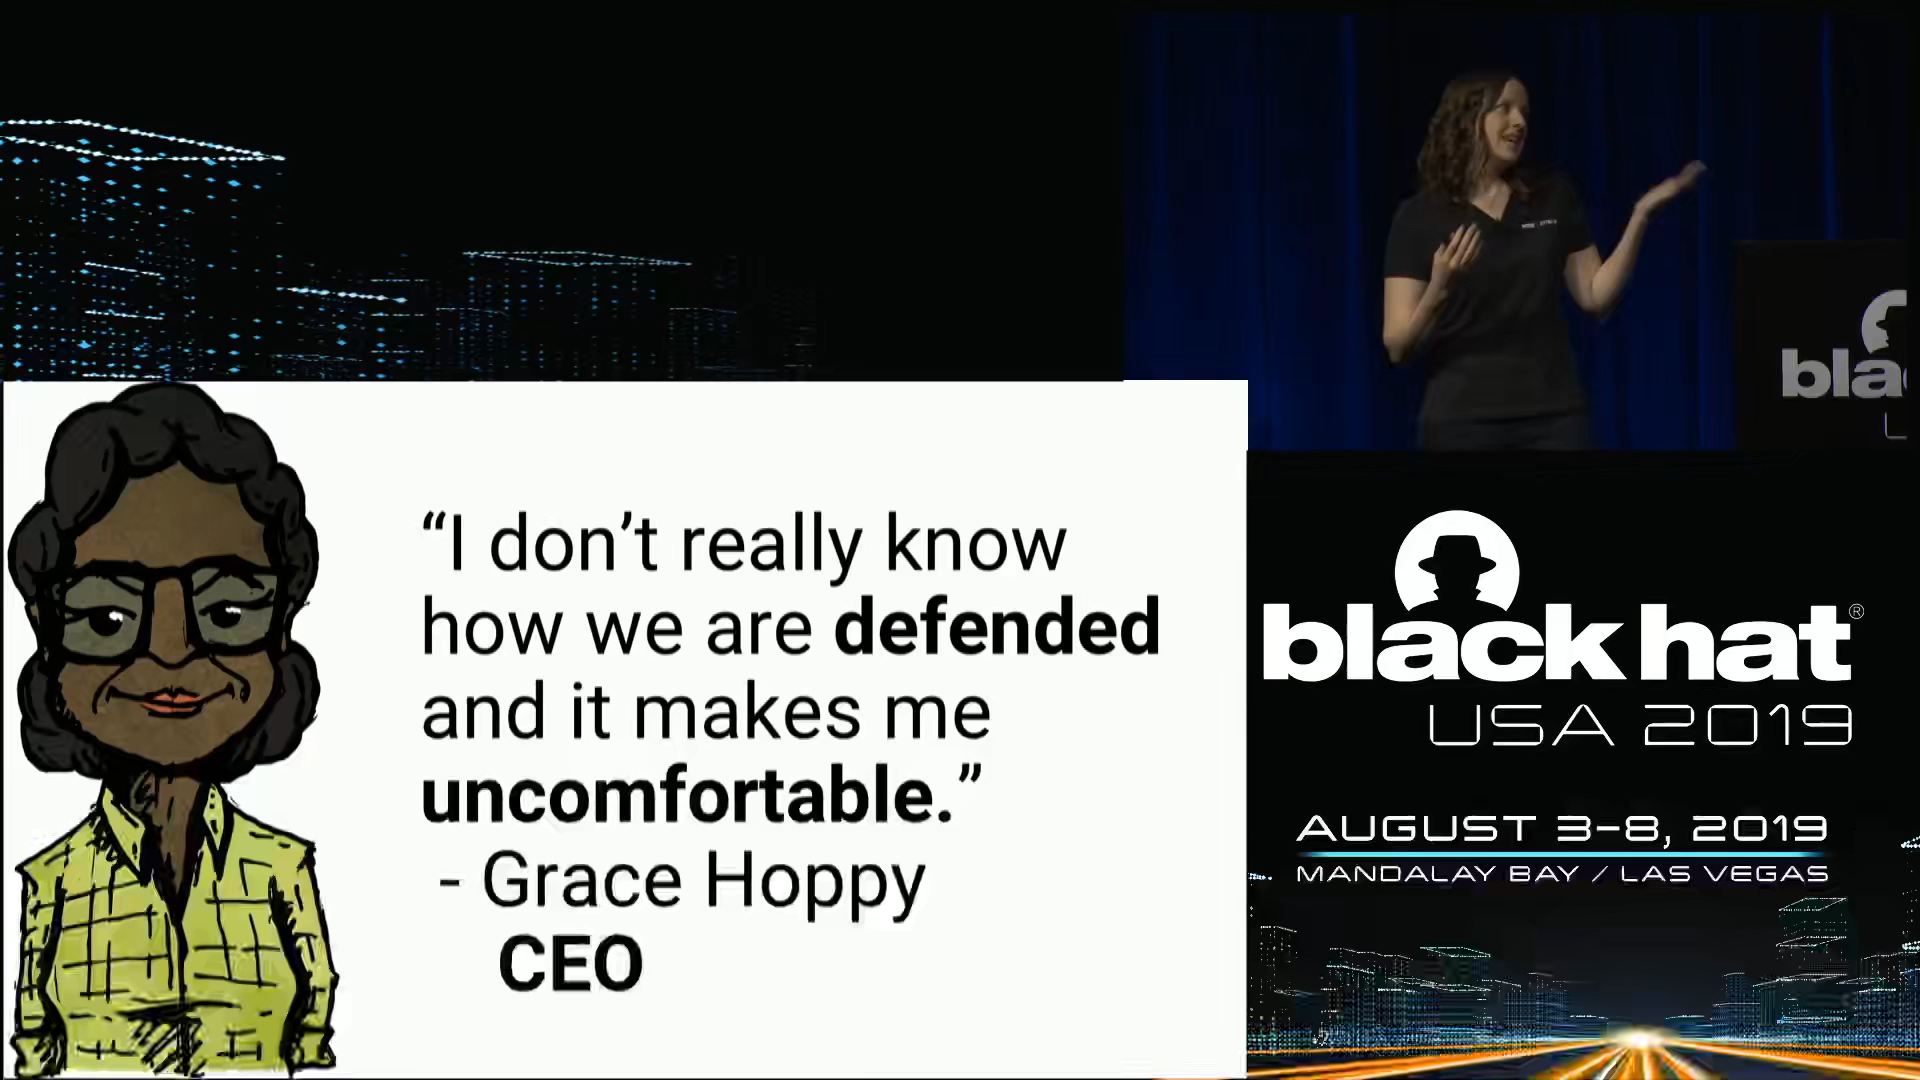 “I don’t really know
how we are defended
and it makes me
uncomfortable.”
- Grace Hoppy
CEO
bla
black hat®
USA 2019
AUGUST 3-8, 2019
MANDALAY BAY / LAS VEGAS